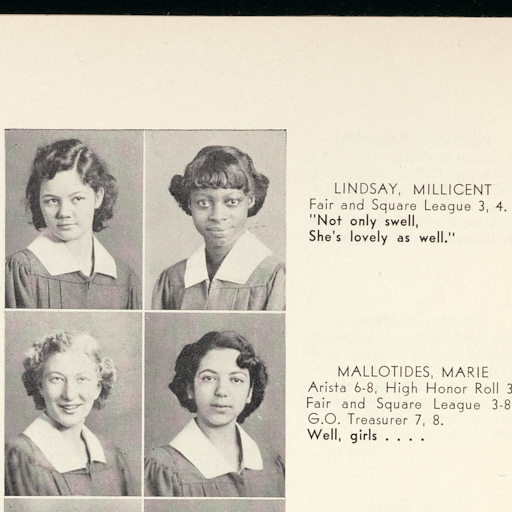 LINDSAY, MILLICENT
Fair and Square League 3, 4.
"Not only swell,
She's lovely as well."
MALLOTIDES, MARIE
Arista 6-8, High Honor Roll 3
Fair and Square League 3-8
G.O. Treasurer 7, 8.
Well, girls . . . .